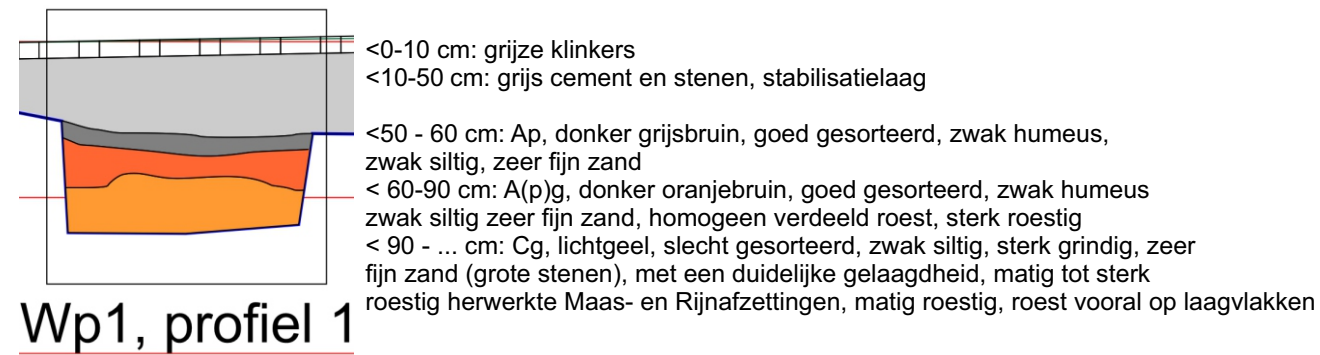 <0-10 cm: grijze klinkers
<10-50 cm: grijs cement en stenen, stabilisatielaag
<50 - 60 cm: Ap, donker grijsbruin, goed gesorteerd, zwak humeus,
zwak siltig, zeer fijn zand
< 60-90 cm: A(p)g, donker oranjebruin, goed gesorteerd, zwak humeus
zwak siltig zeer fijn zand, homogeen verdeeld roest, sterk roestig
< 90 - ... cm: Cg, lichtgeel, slecht gesorteerd, zwak siltig, sterk grindig, zeer
fijn zand (grote stenen), met een duidelijke gelaagdheid, matig tot sterk
roestig herwerkte Maas- en Rijnafzettingen, matig roestig, roest vooral op laagvlakken
Wp1, profiel 1